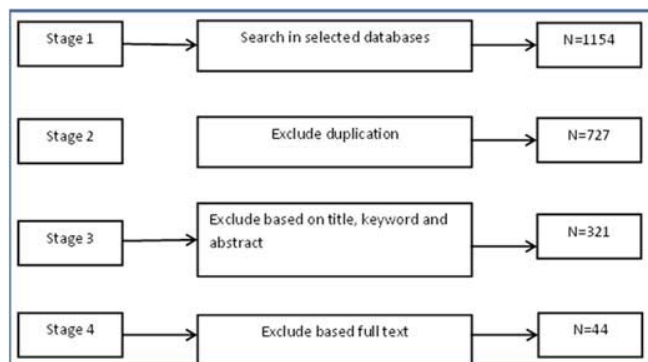 Stage 1
Search in selected databases
N=1154
Stage 2
Exclude duplication
N=727
Stage 3
Exclude based on title, keyword and
abstract
N=321
Stage 4
Exclude based full text
N=44